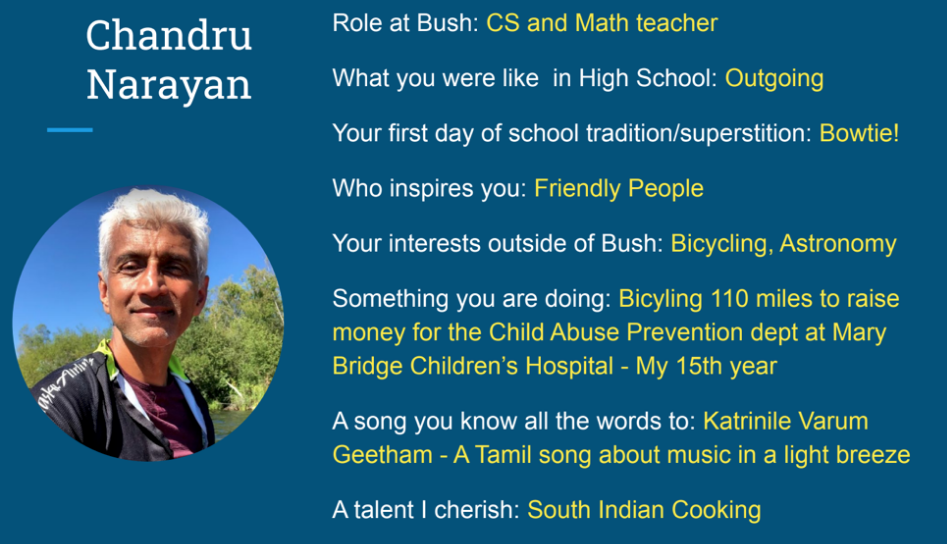 Chandru
Narayan
Role at Bush: CS and Math teacher
What you were like  in High School: Outgoing
Your first day of school tradition/superstition: Bowtie!
Who inspires you: Friendly People
Your interests outside of Bush: Bicycling, Astronomy
Something you are doing: Bicyling 110 miles to raise
money for the Child Abuse Prevention dept at Mary
Bridge Children’s Hospital - My 15th year
A song you know all the words to: Katrinile Varum
Geetham - A Tamil song about music in a light breeze
A talent I cherish: South Indian Cooking